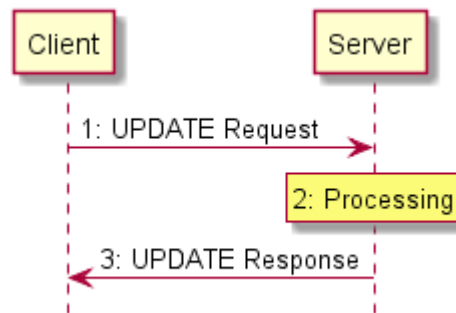 Client
Server
1: UPDATE Request
2: Processing
3: UPDATE Response